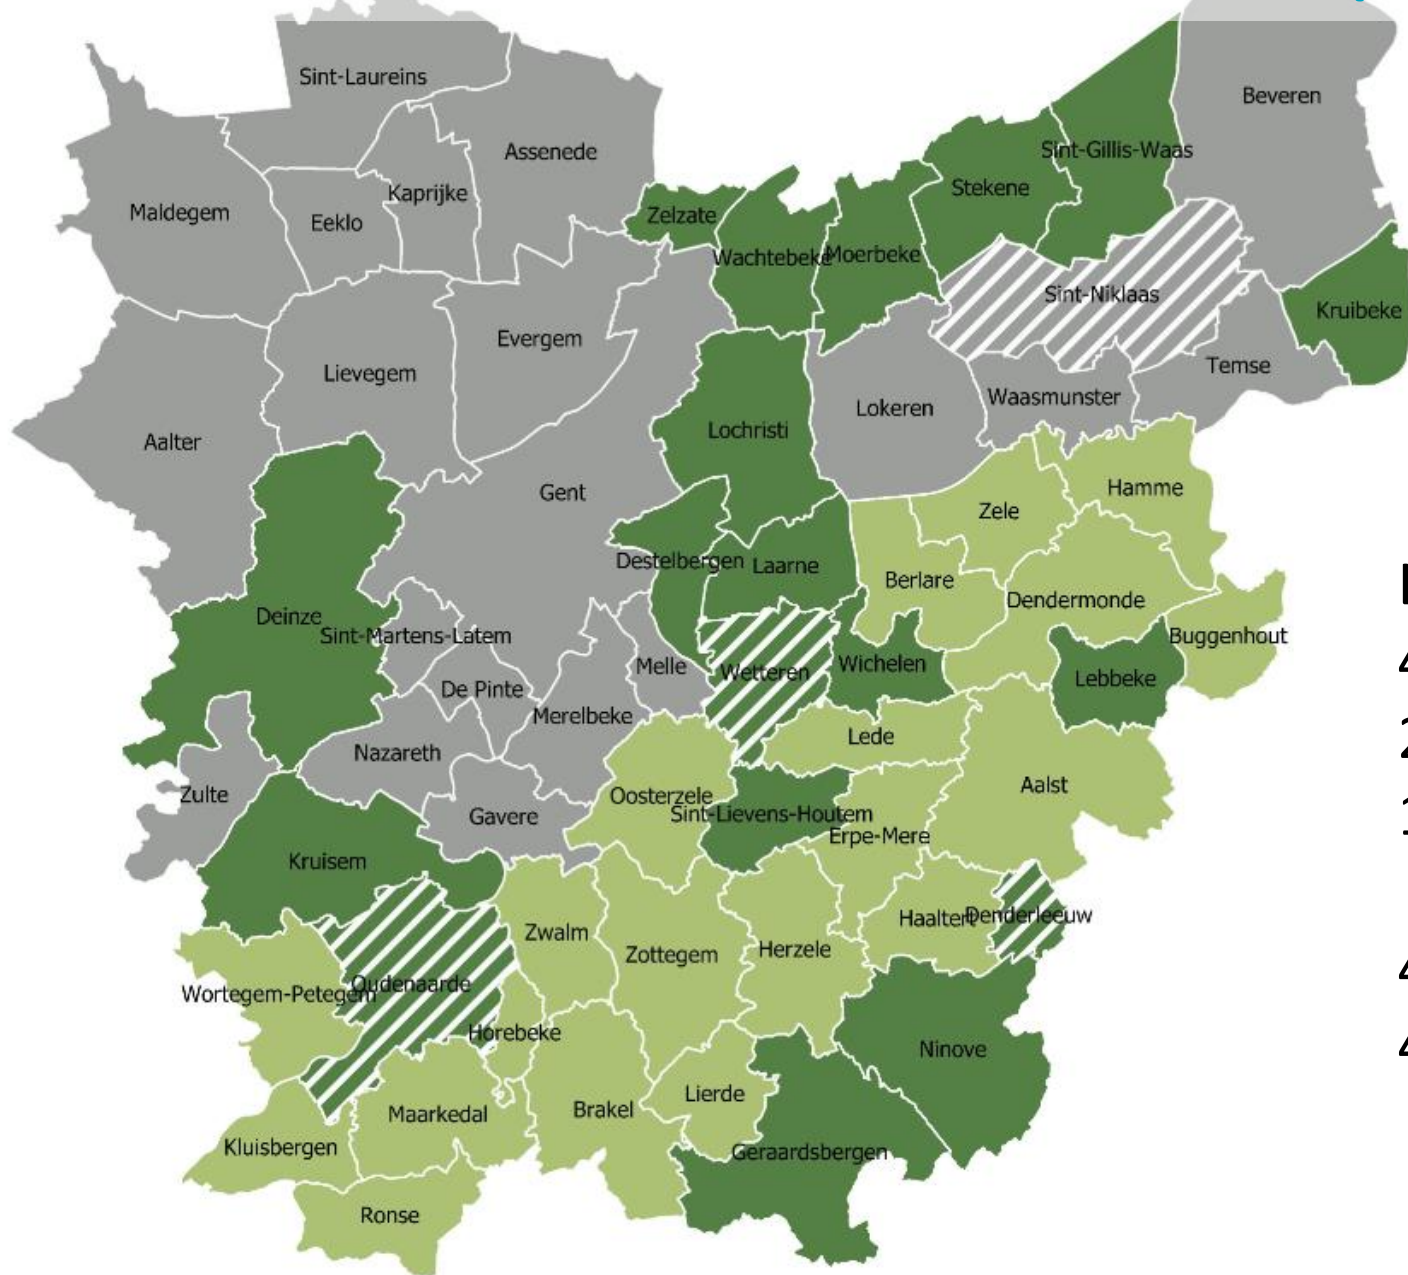 Sint-Laureins
Beveren
Assenede
Sint-Gillis-Waas
Stekene
Kaprijke
Maldegem
Eeklo
Zelzate
Wachtebeke
Moerbeke
Sint-Niklaas
Kruibeke
Evergem
Temse
Lievegem
Waasmunster
Lokeren
Lochristi
Aalter
Hamme
Gent
Zele
Destelbergen
Laarne
Berlare
Dendermonde
Deinze
Sint-Martens-Latem
Buggenhout
Melle
Wetteren
Wichelen
Lebbeke
De Pinte
Merelbeke
Lede
Nazareth
Aalst
Zulte
Oosterzele
Sint-Lievens-Houtem
Gavere
Erpe-Mere
Kruisem
Haaltert
Denderleeuw
Zwalm
Zottegem
Herzele
Oudenaarde
Wortegem-Petegem
Horebeke
Ninove
Lierde
Maarkedal
Brakel
Kluisbergen
Geraardsbergen
Ronse